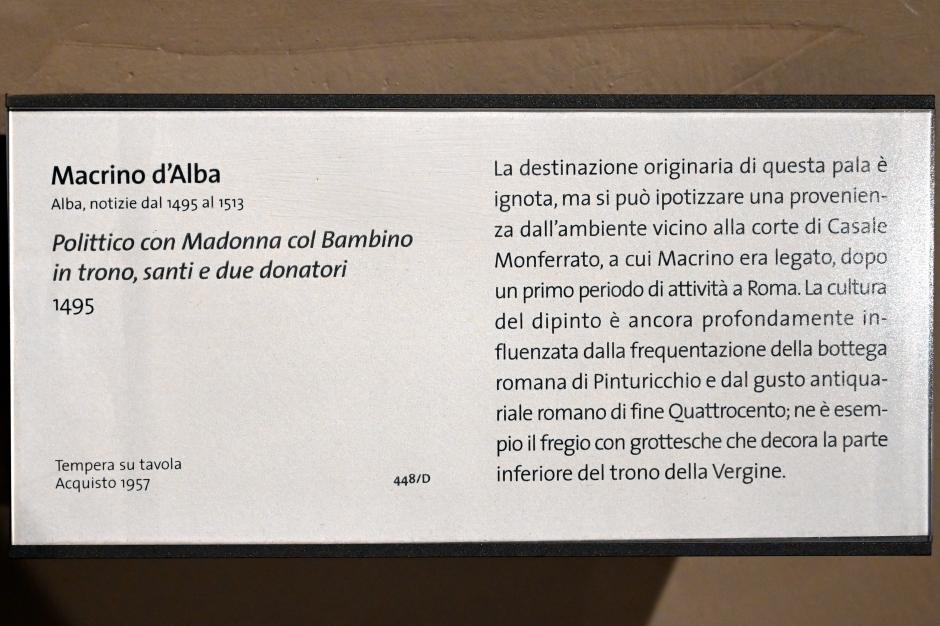 Macrino d'Alba
Alba, notizie dal 1495 al 1513
Polittico con Madonna col Bambino
in trono, santi e due donatori
1495
Tempera su tavola
Acquisto 1957
448/D
La destinazione originaria di questa pala è
ignota, ma si può ipotizzare una provenien-
za dall'ambiente vicino alla corte di Casale
Monferrato, a cui Macrino era legato, dopo
un primo periodo di attività a Roma. La cultura
del dipinto è ancora profondamente in-
fluenzata dalla frequentazione della bottega
romana di Pinturicchio e dal gusto antiqua-
riale romano di fine Quattrocento; ne è esem-
pio il fregio con grottesche che decora la parte
inferiore del trono della Vergine.